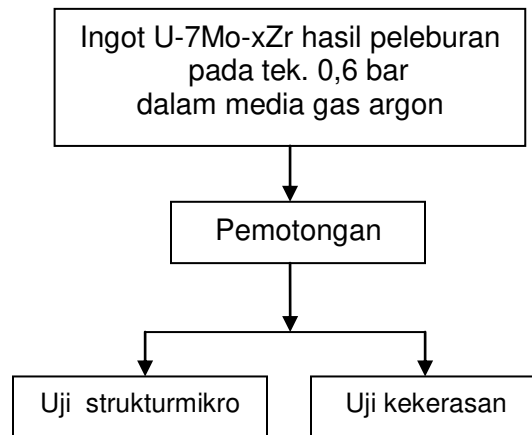 Ingot U-7Mo-xZr hasil peleburan
pada tek. 0,6 bar
dalam media gas argon
Pemotongan
Uji strukturmikro
Uji kekerasan